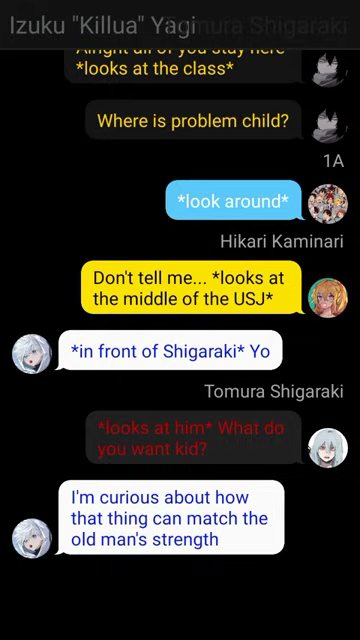 Izuku "Killua" Yagi
Tomura Shigaraki
Alright all of you stay here
*looks at the class*
Where is problem child?
1A
*look around*
Hikari Kaminari
Don't tell me... *looks at
the middle of the USJ*
*in front of Shigaraki* Yo
Tomura Shigaraki
*looks at him* What do
you want kid?
I'm curious about how
that thing can match the
old man's strength